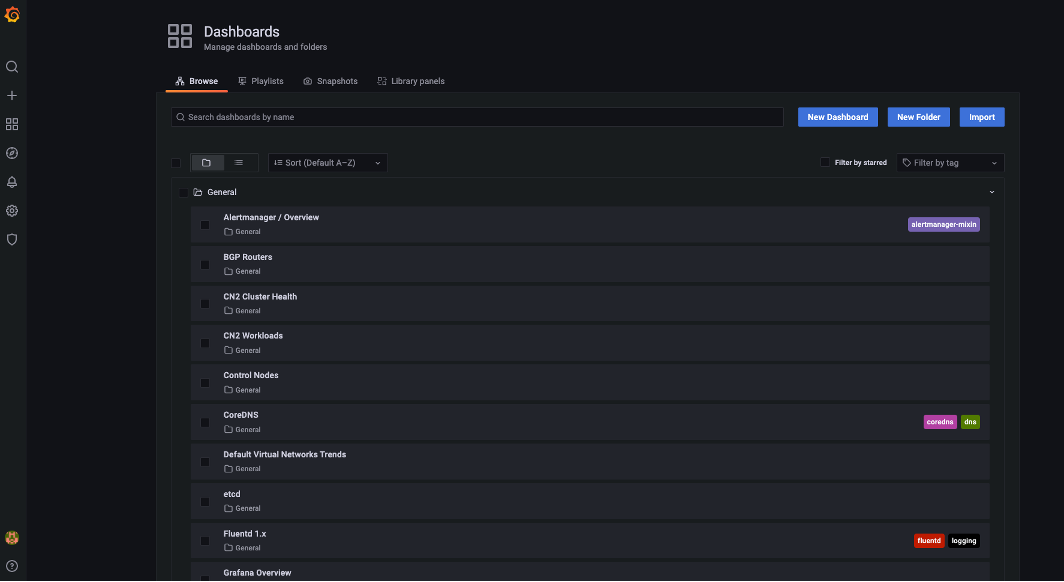 Dashboards
Manage dashboards and folders
Browse
Playlists
Snapshots
Library panels
Search dashboards by name
New Dashboard
New Folder
Import
Sort (Default A–Z)
Filter by starred
Filter by tag
General
Alertmanager / Overview
General
alertmanager-mixin
BGP Routers
General
CN2 Cluster Health
General
CN2 Workloads
General
Control Nodes
General
CoreDNS
General
coredns
dns
Default Virtual Networks Trends
General
etcd
General
Fluentd 1.x
General
fluentd
logging
Grafana Overview